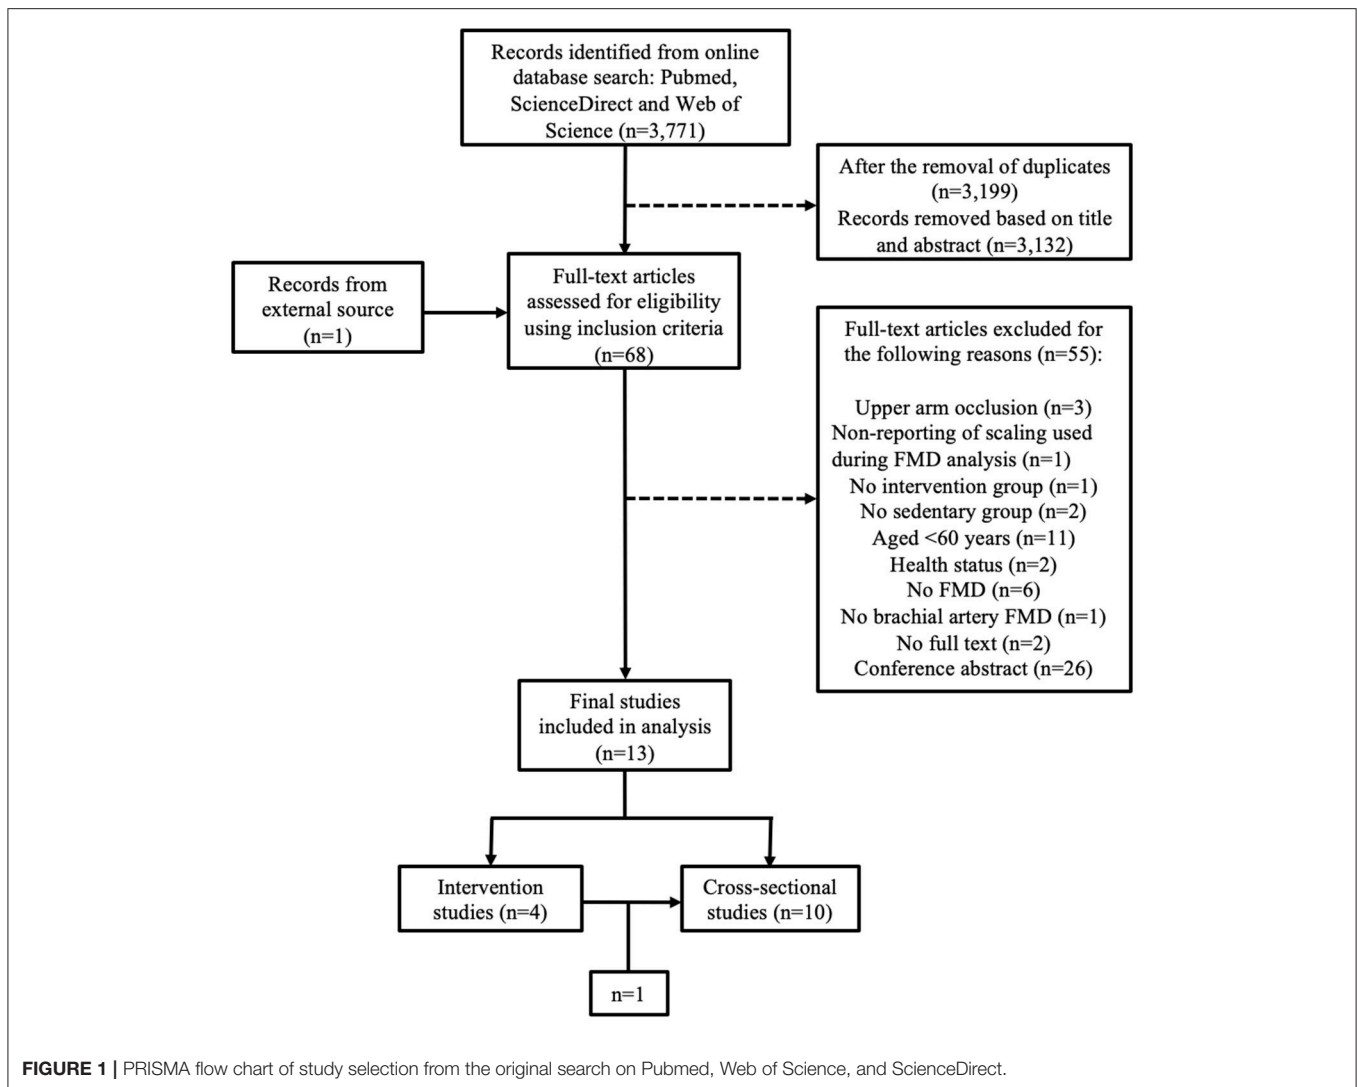 Records identified from online
database search: Pubmed,
ScienceDirect and Web of
Science (n=3,771)
After the removal of duplicates
(n=3,199)
Records removed based on title
and abstract (n=3,132)
Records from
external source
(n=1)
Full-text articles
assessed for eligibility
using inclusion criteria
(n=68)
Full-text articles excluded for
the following reasons (n=55):
Upper arm occlusion (n=3)
Non-reporting of scaling used
during FMD analysis (n=1)
No intervention group (n=1)
No sedentary group (n=2)
Aged <60 years (n=11)
Health status (n=2)
No FMD (n=6)
No brachial artery FMD (n=1)
No full text (n=2)
Conference abstract (n=26)
Final studies
included in analysis
(n=13)
Intervention
studies (n=4)
Cross-sectional
studies (n=10)
n=1
FIGURE 1 | PRISMA flow chart of study selection from the original search on Pubmed, Web of Science, and ScienceDirect.